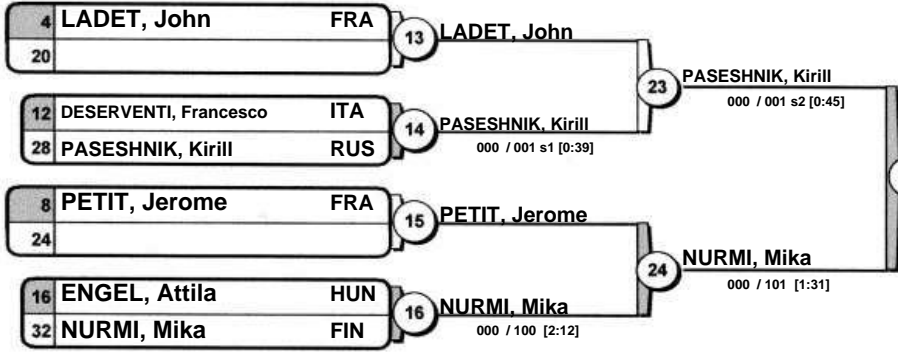 4 LADET, John FRA
20
13 LADET, John
12 DESERVENTI, Francesco ITA
28 PASESHNIK, Kirill RUS
14 PASESHNIK, Kirill
000 / 001 s1 [0:39]
23 PASESHNIK, Kirill
000 / 001 s2 [0:45]
8 PETIT, Jerome FRA
24
15 PETIT, Jerome
16 ENGEL, Attila HUN
32 NURMI, Mika FIN
16 NURMI, Mika
000 / 100 [2:12]
24 NURMI, Mika
000 / 101 [1:31]